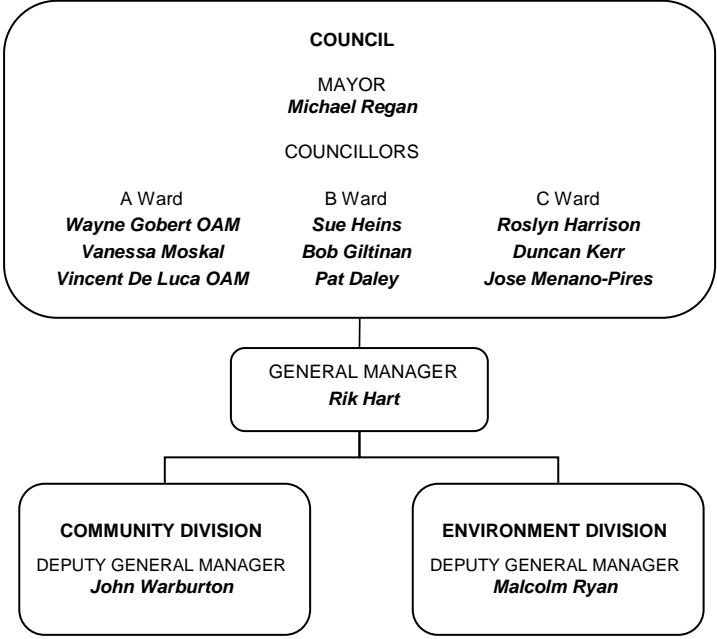 COUNCIL
MAYOR
Michael Regan
COUNCILLORS
A Ward
Wayne Gobert OAM
Vanessa Moskal
Vincent De Luca OAM
B Ward
Sue Heins
Bob Giltinan
Pat Daley
C Ward
Roslyn Harrison
Duncan Kerr
Jose Menano-Pires
GENERAL MANAGER
Rik Hart
COMMUNITY DIVISION
DEPUTY GENERAL MANAGER
John Warburton
ENVIRONMENT DIVISION
DEPUTY GENERAL MANAGER
Malcolm Ryan